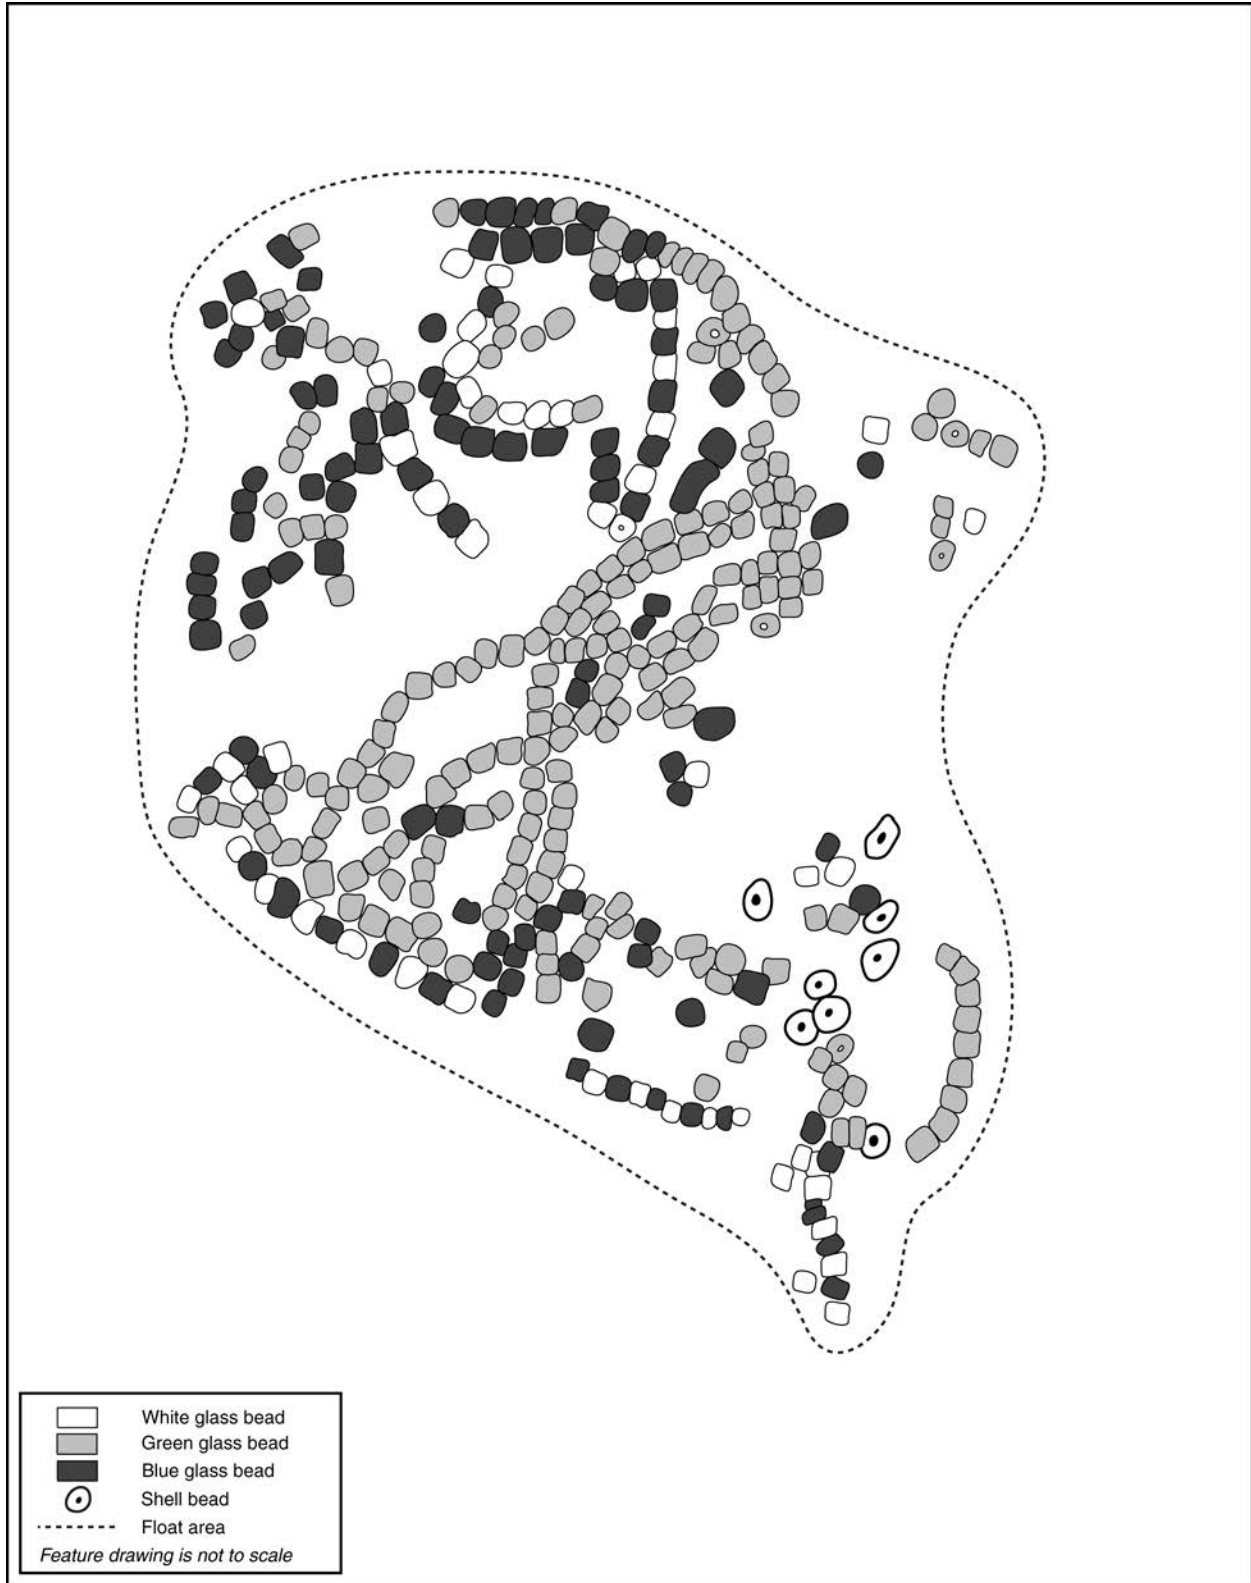 White glass bead
Green glass bead
Blue glass bead
Shell bead
Float area
Feature drawing is not to scale